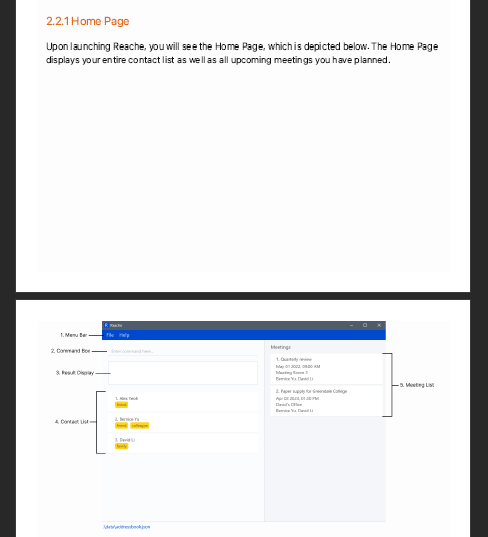 2.2.1 Home Page
Upon launching Reache, you will see the Home Page, which is depicted below. The Home Page
displays your entire contact list as well as all upcoming meetings you have planned.
Reache
1. Menu Bar
File Help
2. Command Box
Enter command here...
3. Result Display
4. Contact List
1. Alex Yeoh
friend
2. Bernice Yu
friend colleague
3. David Li
family
Meetings
1. Quarterly review
May 01 2022, 09:00 AM
Meeting Room 5
Bernice Yu, David Li
2. Paper supply for Greendale College
Apr 03 2022, 01:30 PM
David's Office
Bernice Yu, David Li
5. Meeting List
./data/addressbook.json